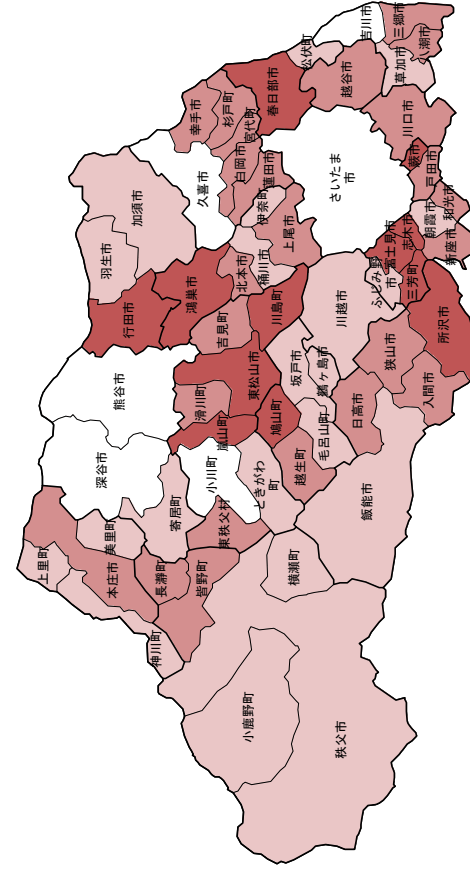 吉川市
三郷市
松伏町
八潮市
草加市
越谷市
春日部市
杉戸町
幸手市
宮代町
川口市
蕨市
戸田市
白岡市
蓮田市
久喜市
さいたま
市
伊奈町
加須市
上尾市
和光市
朝霞市
志木市
新座市
富士見市
羽生市
北本市
桶川市
ふじみ野
市
三芳町
鴻巣市
川島町
川越市
所沢市
行田市
吉見町
狭山市
東松山市
坂戸市
鶴ヶ島市
入間市
熊谷市
滑川町
鳩山町
日高市
毛呂山町
嵐山町
越生町
深谷市
小川町
ときがわ
町
飯能市
寄居町
美里町
東秩父村
上里町
本庄市
長瀞町
皆野町
横瀬町
神川町
小鹿野町
秩父市